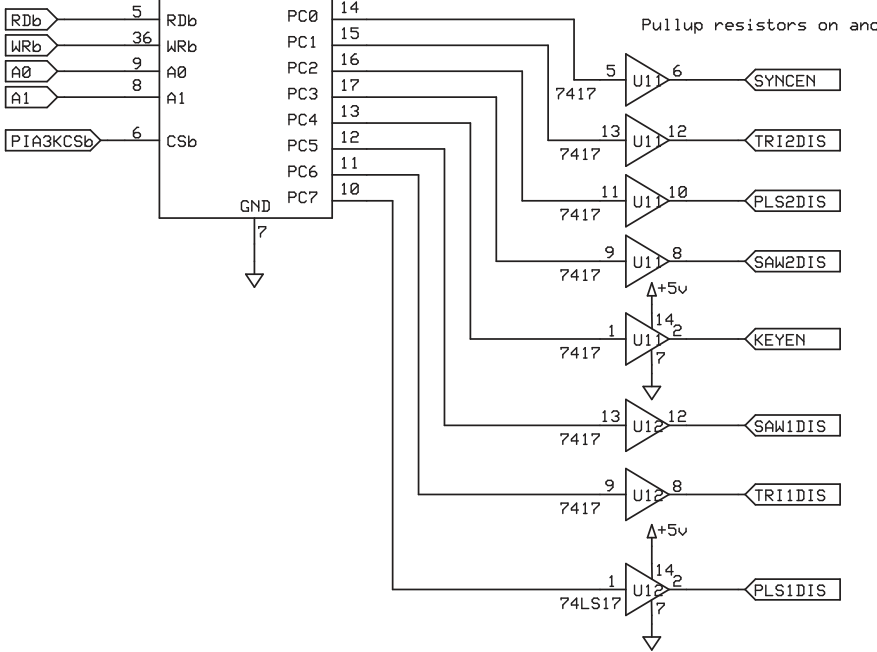 PC0 14
RDb 5 RDb
Pullup resistors on and
WRb 36 WRb
PC1 15
A0 9 A0
PC2 16
5 U11 6 SYNCEN
7417
A1 8 A1
PC3 17
PC4 13
13 U11 12 TRI2DIS
7417
PIA3KCSb 6 CSb
PC5 12
PC6 11
PC7 10
11 U11 10 PLS2DIS
7417
GND
7
9 U11 8 SAW2DIS
7417
+5v
14
1 U11 2 KEYEN
7417
7
13 U12 12 SAW1DIS
7417
9 U12 8 TRI1DIS
7417
+5v
14
1 U12 2 PLS1DIS
74LS17
7